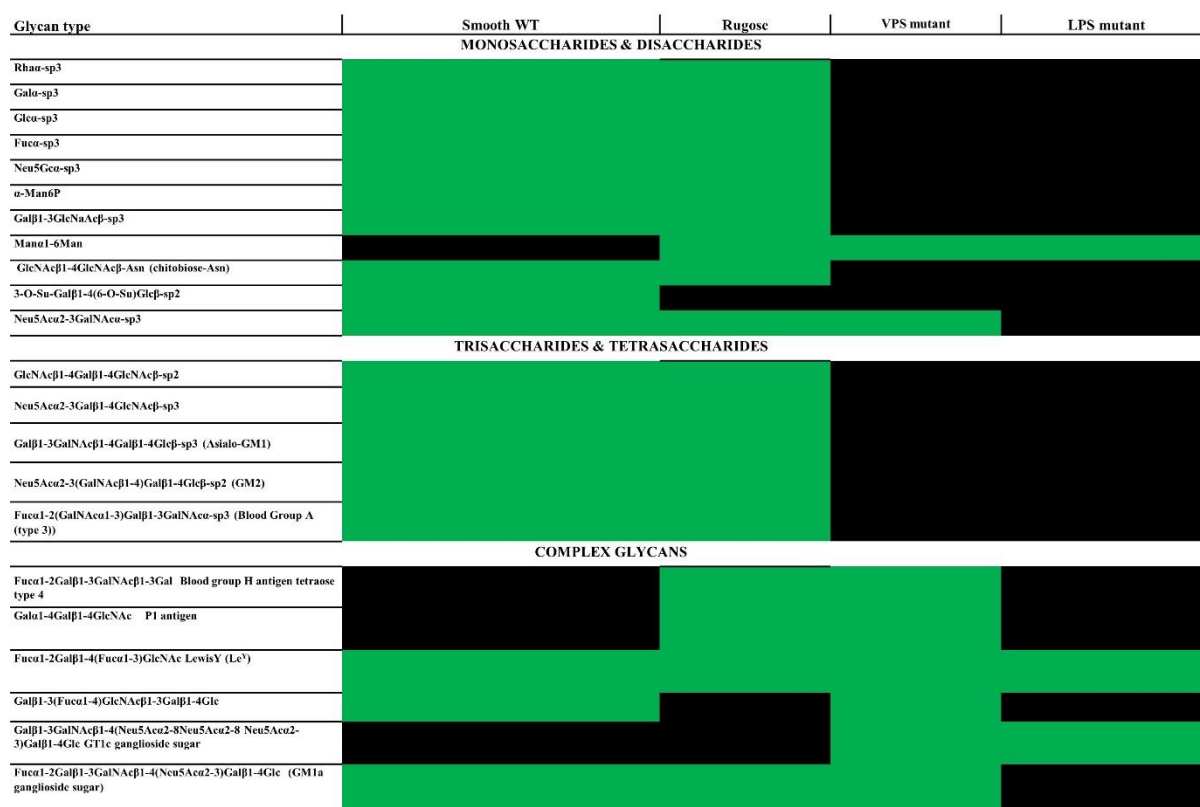 Glycan type Smooth WT Rugose VPS mutant LPS mutant
MONOSACCHARIDES & DISACCHARIDES
Rhaα-sp3
Galα-sp3
Glcα-sp3
Fucα-sp3
Neu5Gcα-sp3
α-Man6P
Galβ1-3GlcNaAcβ-sp3
Manα1-6Man
GlcNAcβ1-4GlcNAcβ-Asn (chitobiose-Asn)
3-O-Su-Galβ1-4(6-O-Su)Glcβ-sp2
Neu5Acα2-3GalNAcα-sp3
TRISACCHARIDES & TETRASACCHARIDES
GlcNAcβ1-4Galβ1-4GlcNAcβ-sp2
Neu5Acα2-3Galβ1-4GlcNAcβ-sp3
Galβ1-3GalNAcβ1-4Galβ1-4Glcβ-sp3 (Asialo-GM1)
Neu5Acα2-3(GalNAcβ1-4)Galβ1-4Glcβ-sp2 (GM2)
Fucα1-2(GalNAcα1-3)Galβ1-3GalNAcα-sp3 (Blood Group A
(type 3))
COMPLEX GLYCANS
Fucα1-2Galβ1-3GalNAcβ1-3Gal Blood group H antigen tetraose
type 4
Galα1-4Galβ1-4GlcNAc P1 antigen
Fucα1-2Galβ1-4(Fucα1-3)GlcNAc LewisY (Leʸ)
Galβ1-3(Fucα1-4)GlcNAcβ1-3Galβ1-4Glc
Galβ1-3GalNAcβ1-4(Neu5Acα2-8Neu5Acα2-8 Neu5Acα2-
3)Galβ1-4Glc GT1c ganglioside sugar
Fucα1-2Galβ1-3GalNAcβ1-4(Neu5Acα2-3)Galβ1-4Glc (GM1a
ganglioside sugar)